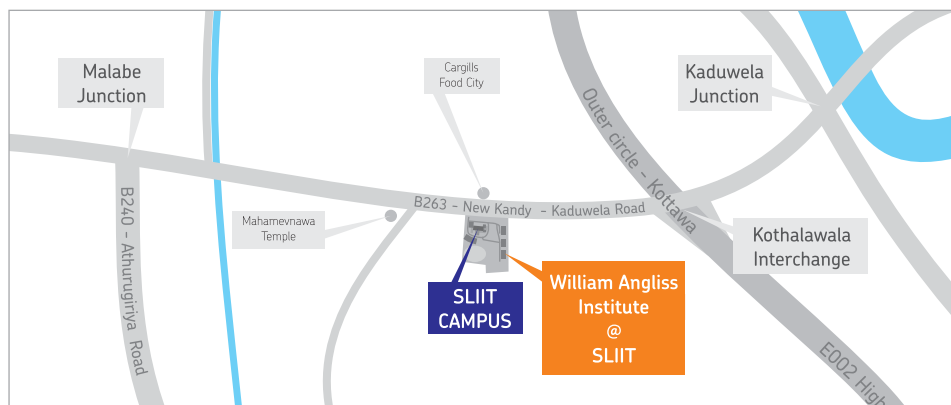 Malabe
Junction
Cargills
Food City
Kaduwela
Junction
Outer circle - Kottawa
B240 - Athurugiriya Road
B263 - New Kandy - Kaduwela Road
Mahamevnawa
Temple
Kothalawala
Interchange
SLIIT
CAMPUS
William Angliss
Institute
@
SLIIT
E002 High